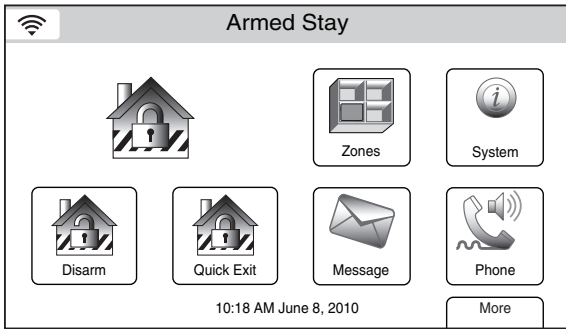 Armed Stay
Zones
System
Disarm
Quick Exit
Message
Phone
10:18 AM June 8, 2010
More